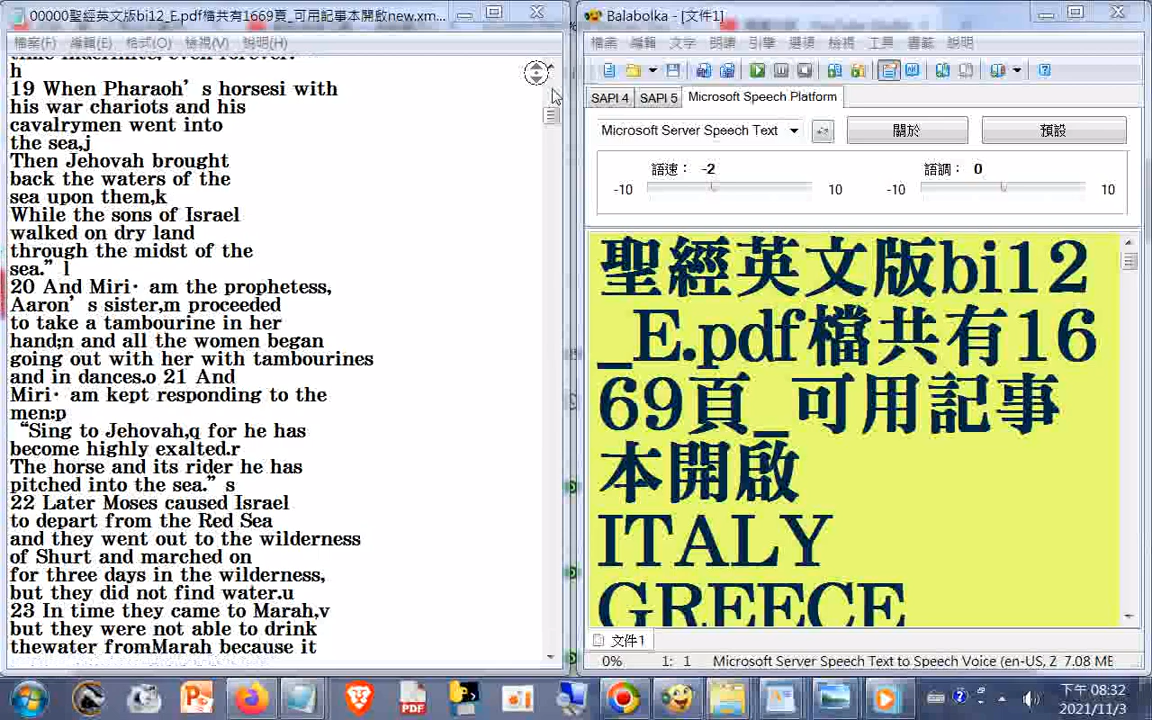 00000聖經英文版bi12_E.pdf檔共有1669頁_可用記事本開啟new.xm...
檔案(F) 編輯(E) 格式(O) 檢視(V) 說明(H)
time indefinite, even forever.
h
19 When Pharaoh’s horsesi with
his war chariots and his
cavalrymen went into
the sea,j
Then Jehovah brought
back the waters of the
sea upon them,k
While the sons of Israel
walked on dry land
through the midst of the
sea.” l
20 And Miri· am the prophetess,
Aaron’s sister,m proceeded
to take a tambourine in her
hand;n and all the women began
going out with her with tambourines
and in dances.o 21 And
Miri· am kept responding to the
men:p
“Sing to Jehovah,q for he has
become highly exalted.r
The horse and its rider he has
pitched into the sea.” s
22 Later Moses caused Israel
to depart from the Red Sea
and they went out to the wilderness
of Shurt and marched on
for three days in the wilderness,
but they did not find water.u
23 In time they came to Marah,v
but they were not able to drink
thewater fromMarah because it
Balabolka - [文件1]
檔案 編輯 文字 朗讀 引擎 選項 檢視 工具 書籤 說明
SAPI 4 SAPI 5 Microsoft Speech Platform
Microsoft Server Speech Text 關於 預設
語速： -2 語調： 0
-10 10 -10 10
聖經英文版bi12
_E.pdf檔共有16
69頁_可用記事
本開啟
ITALY
GREECE
文件1
0% 1: 1 Microsoft Server Speech Text to Speech Voice (en-US, Z 7.08 ME
下午 08:32
2021/11/3